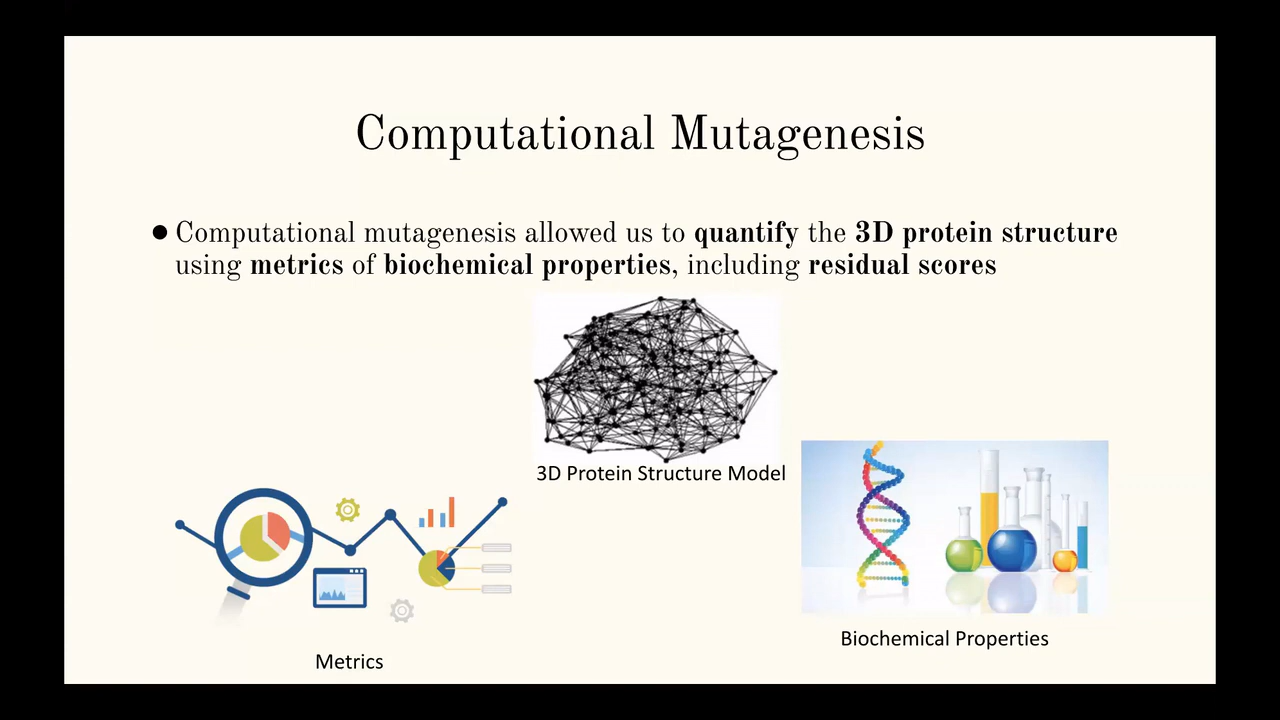 Computational Mutagenesis
● Computational mutagenesis allowed us to quantify the 3D protein structure
using metrics of biochemical properties, including residual scores
3D Protein Structure Model
Biochemical Properties
Metrics